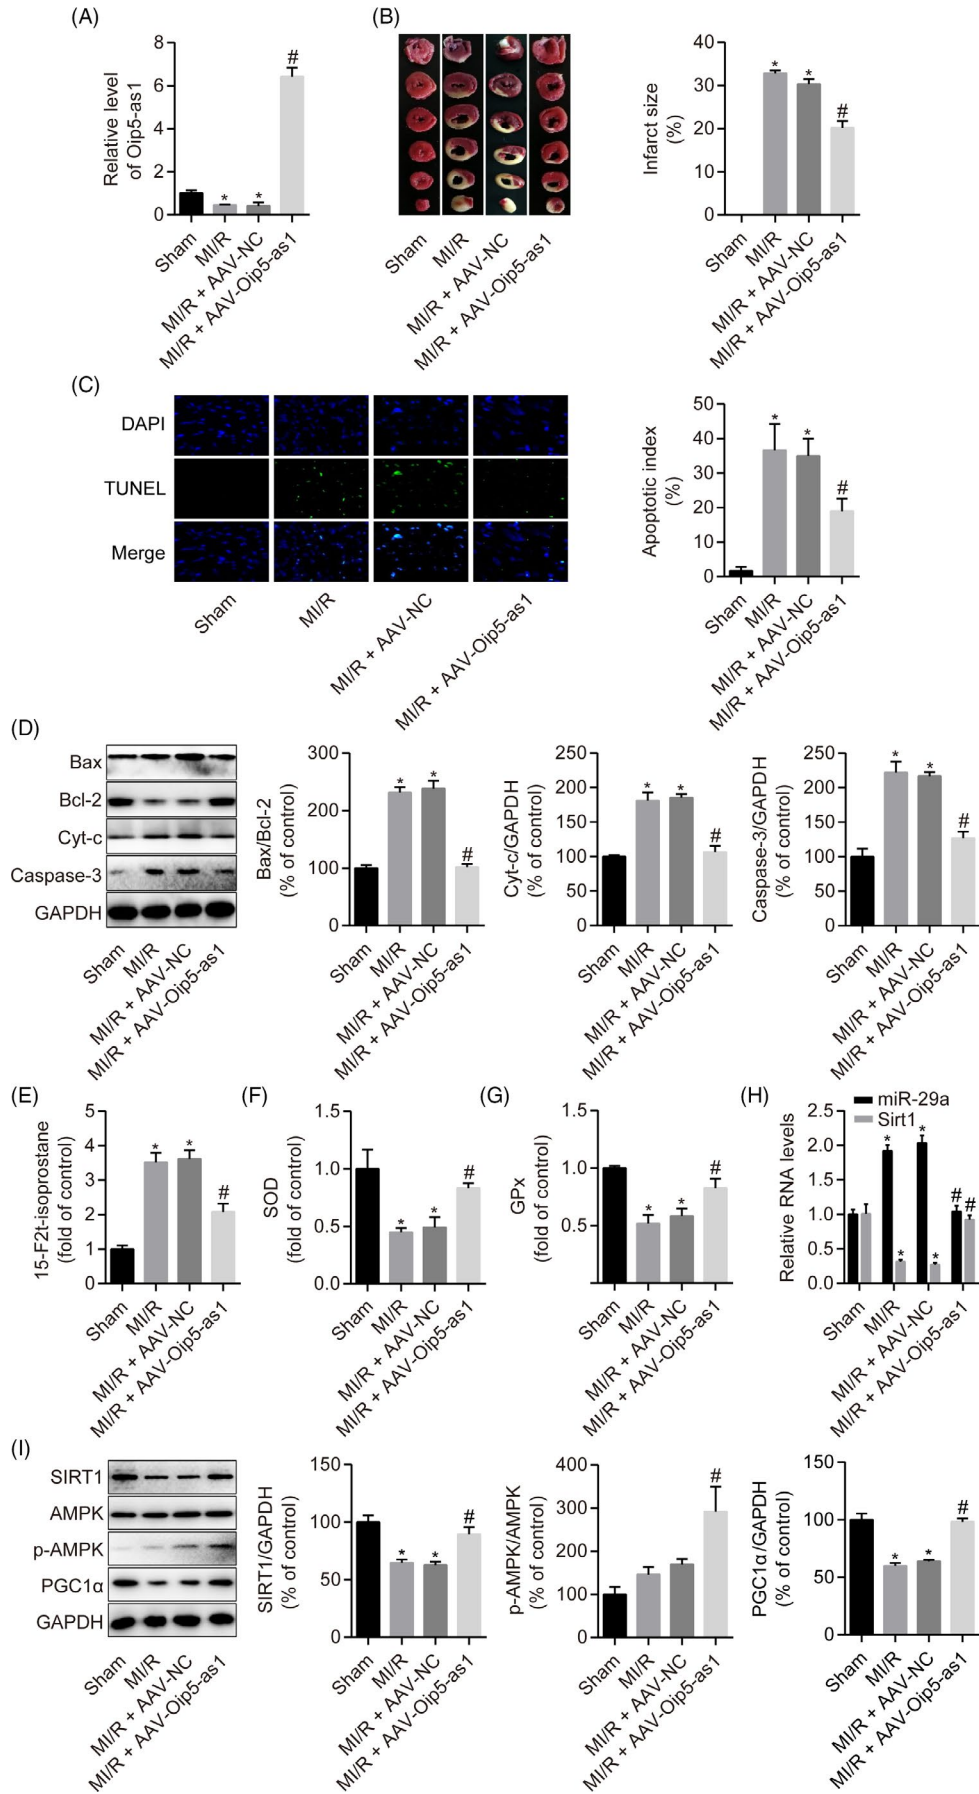 (A)
Relative level
of Oip5-as1
8
6
4
2
0
*
*
#
Sham
MI/R
MI/R + AAV-NC
MI/R + AAV-Oip5-as1
(B)
Sham
MI/R
MI/R + AAV-NC
MI/R + AAV-Oip5-as1
Infarct size
(%)
40
30
20
10
0
*
*
#
Sham
MI/R
MI/R + AAV-NC
MI/R + AAV-Oip5-as1
(C)
DAPI
TUNEL
Merge
Sham
MI/R
MI/R + AAV-NC
MI/R + AAV-Oip5-as1
Apoptotic index
(%)
50
40
30
20
10
0
*
*
#
Sham
MI/R
MI/R + AAV-NC
MI/R + AAV-Oip5-as1
(D)
Bax
Bcl-2
Cyt-c
Caspase-3
GAPDH
Sham
MI/R
MI/R + AAV-NC
MI/R + AAV-Oip5-as1
Bax/Bcl-2
(% of control)
300
200
100
0
*
*
#
Sham
MI/R
MI/R + AAV-NC
MI/R + AAV-Oip5-as1
Cyt-c/GAPDH
(% of control)
250
200
150
100
50
0
*
*
#
Sham
MI/R
MI/R + AAV-NC
MI/R + AAV-Oip5-as1
Caspase-3/GAPDH
(% of control)
250
200
150
100
50
0
*
*
#
Sham
MI/R
MI/R + AAV-NC
MI/R + AAV-Oip5-as1
(E)
15-F2t-isoprostane
(fold of control)
5
4
3
2
1
0
*
*
#
Sham
MI/R
MI/R + AAV-NC
MI/R + AAV-Oip5-as1
(F)
SOD
(fold of control)
1.5
1.0
0.5
0.0
*
*
#
Sham
MI/R
MI/R + AAV-NC
MI/R + AAV-Oip5-as1
(G)
GPx
(fold of control)
1.5
1.0
0.5
0.0
*
*
#
Sham
MI/R
MI/R + AAV-NC
MI/R + AAV-Oip5-as1
(H)
miR-29a
Sirt1
Relative RNA levels
2.5
2.0
1.5
1.0
0.5
0.0
*
*
*
*
#
#
Sham
MI/R
MI/R + AAV-NC
MI/R + AAV-Oip5-as1
(I)
SIRT1
AMPK
p-AMPK
PGC1α
GAPDH
Sham
MI/R
MI/R + AAV-NC
MI/R + AAV-Oip5-as1
SIRT1/GAPDH
(% of control)
150
100
50
0
*
*
#
Sham
MI/R
MI/R + AAV-NC
MI/R + AAV-Oip5-as1
p-AMPK/AMPK
(% of control)
400
300
200
100
0
#
Sham
MI/R
MI/R + AAV-NC
MI/R + AAV-Oip5-as1
PGC1α/GAPDH
(% of control)
150
100
50
0
*
*
#
Sham
MI/R
MI/R + AAV-NC
MI/R + AAV-Oip5-as1